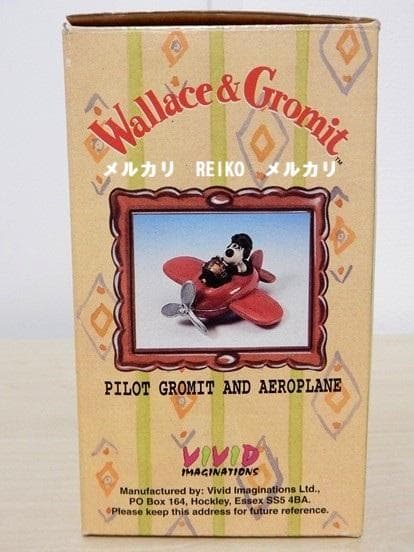 Wallace & Gromit™
メルカリ REIKO メルカリ
PILOT GROMIT AND AEROPLANE
VIVID
IMAGINATIONS
Manufactured by: Vivid Imaginations Ltd.,
PO Box 164, Hockley, Essex SS5 4BA.
Please keep this address for future reference.